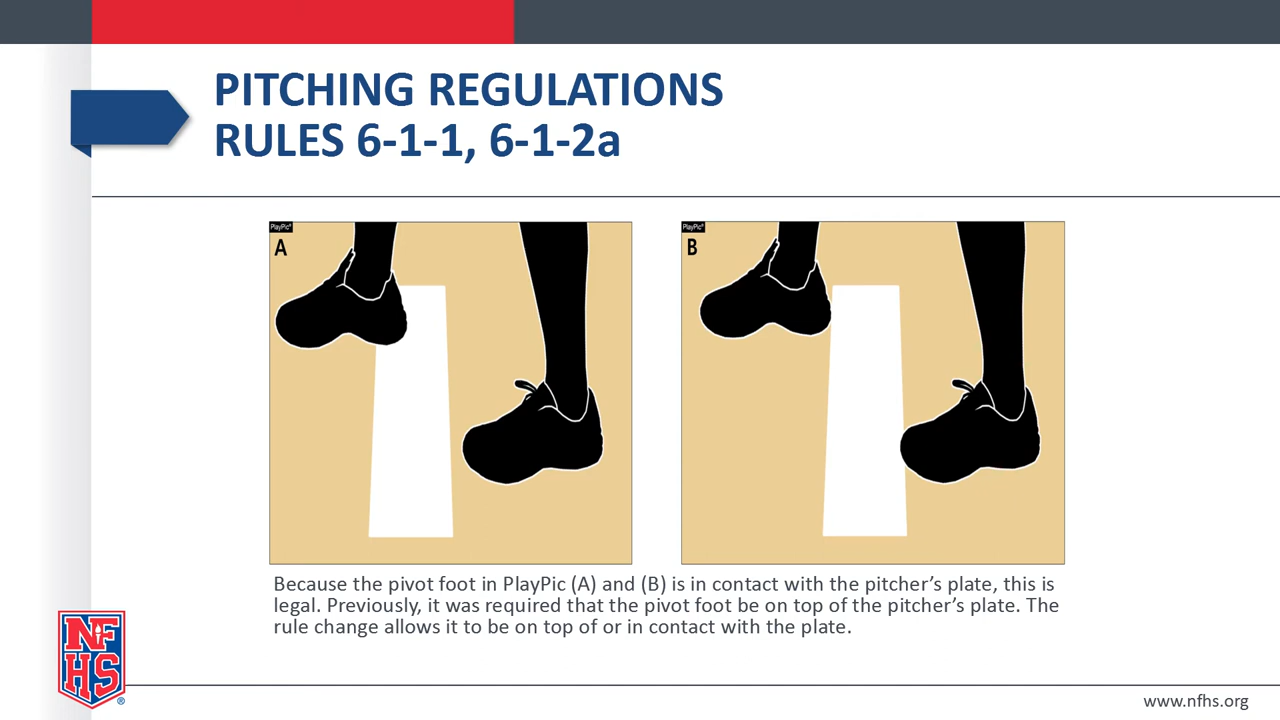 PITCHING REGULATIONS
RULES 6-1-1, 6-1-2a
PlayPic®
A
PlayPic®
B
Because the pivot foot in PlayPic (A) and (B) is in contact with the pitcher’s plate, this is
legal. Previously, it was required that the pivot foot be on top of the pitcher’s plate. The
rule change allows it to be on top of or in contact with the plate.
NF
HS®
www.nfhs.org